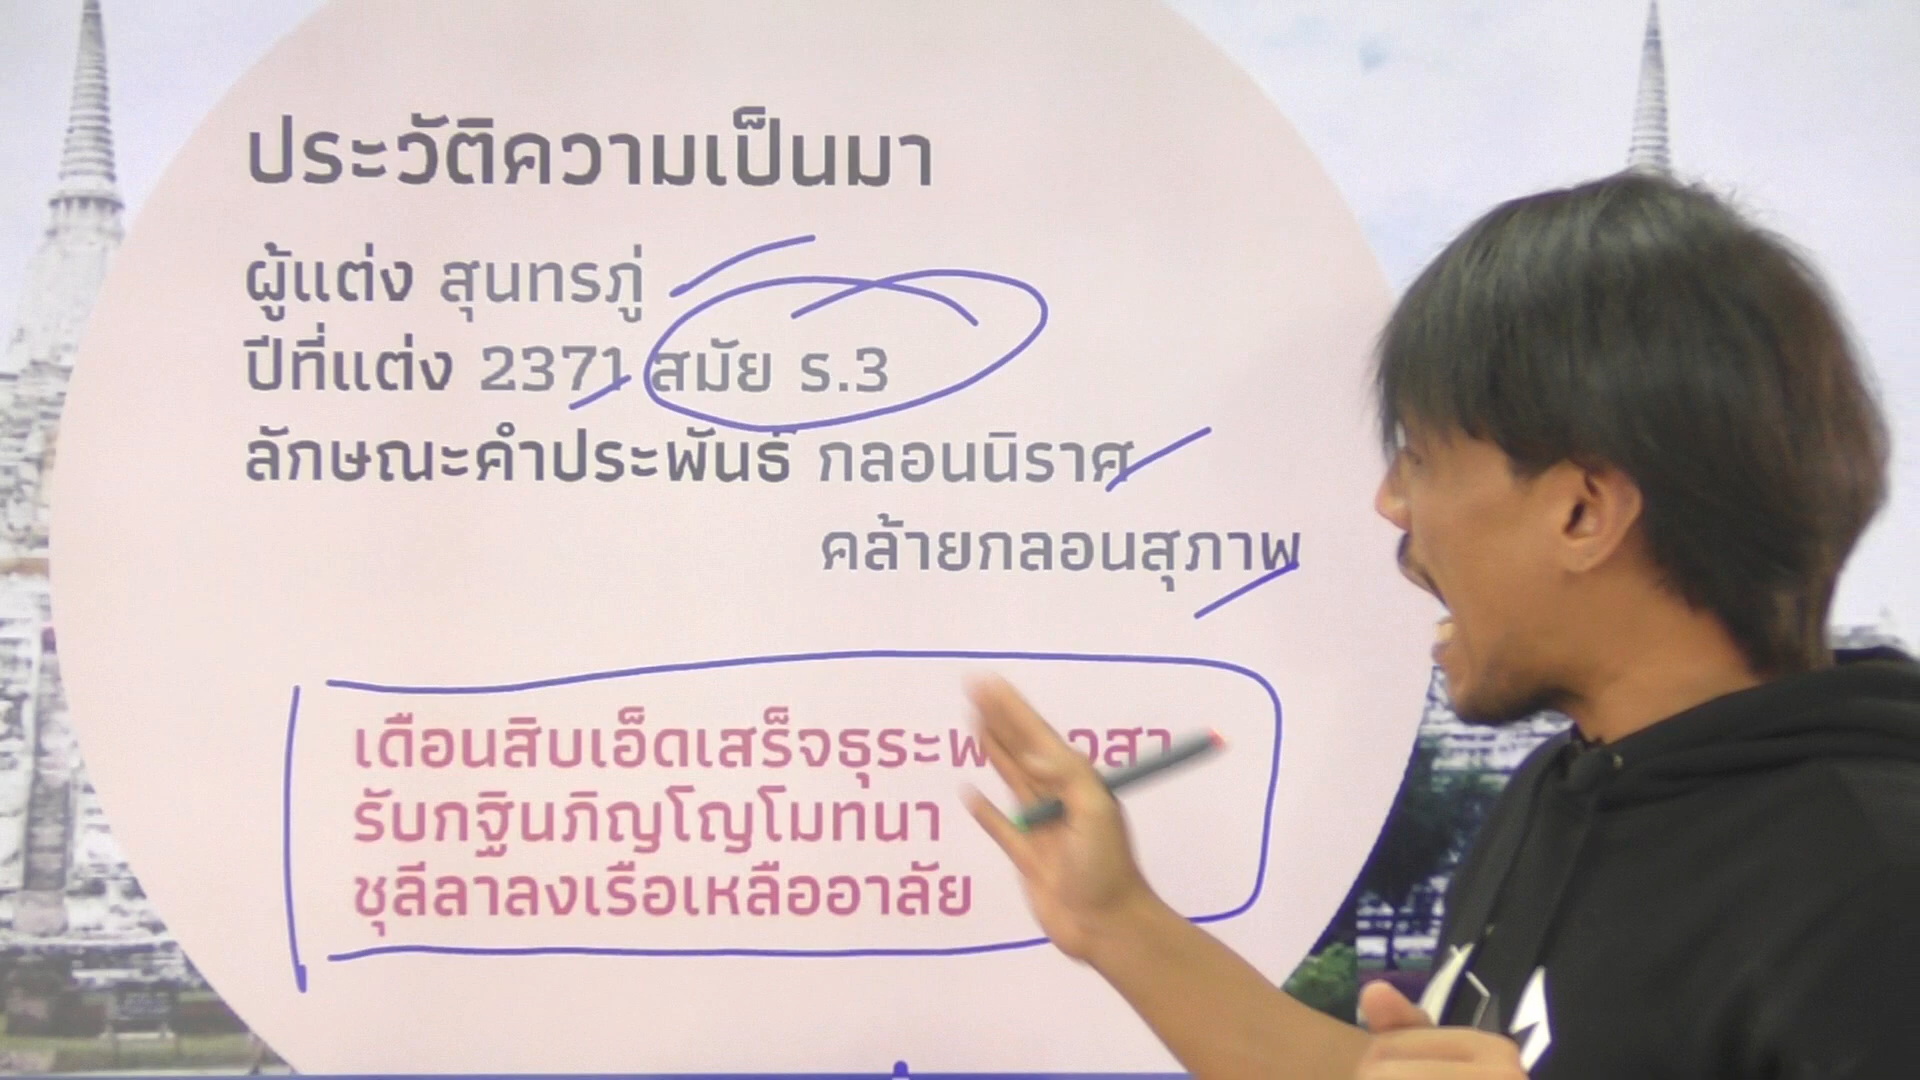 ประวัติความเป็นมา
ผู้แต่ง สุนทรภู่
ปีที่แต่ง 2371 สมัย ร.3
ลักษณะคำประพันธ์ กลอนนิราศ
คล้ายกลอนสุภาพ
เดือนสิบเอ็ดเสร็จธุระ
รับกฐินภิญโญโมทนา
ชุลีลาลงเรือเหลืออาลัย